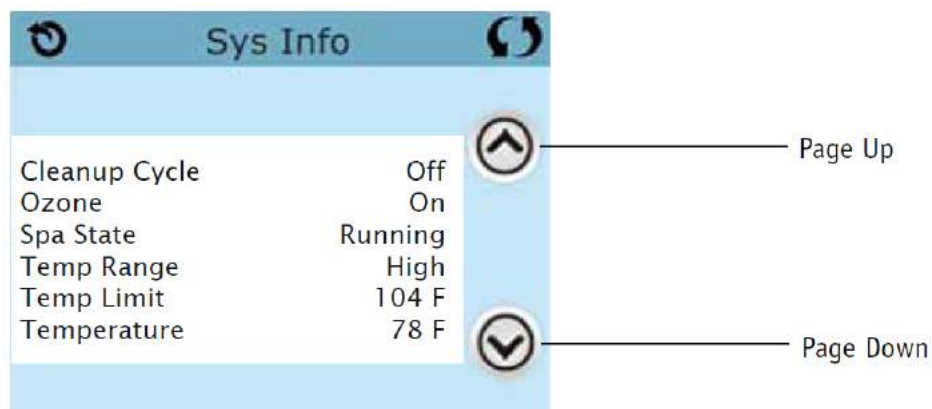 Sys Info
Page Up
Cleanup Cycle Off
Ozone On
Spa State Running
Temp Range High
Temp Limit 104 F
Temperature 78 F
Page Down